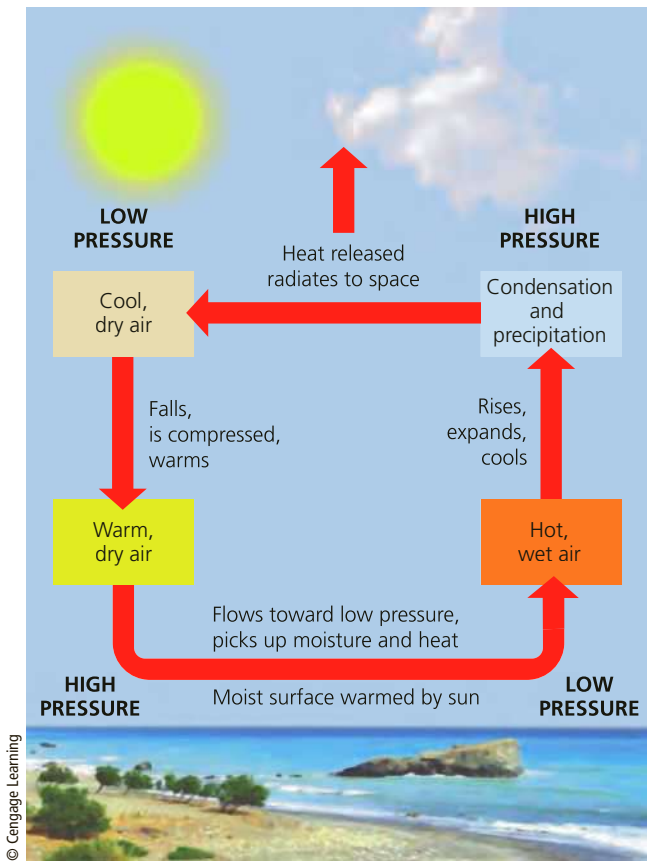 LOW
PRESSURE
HIGH
PRESSURE
Heat released
radiates to space
Cool,
dry air
Condensation
and
precipitation
Falls,
is compressed,
warms
Rises,
expands,
cools
Warm,
dry air
Hot,
wet air
Flows toward low pressure,
picks up moisture and heat
HIGH
PRESSURE
Moist surface warmed by sun
LOW
PRESSURE
© Cengage Learning